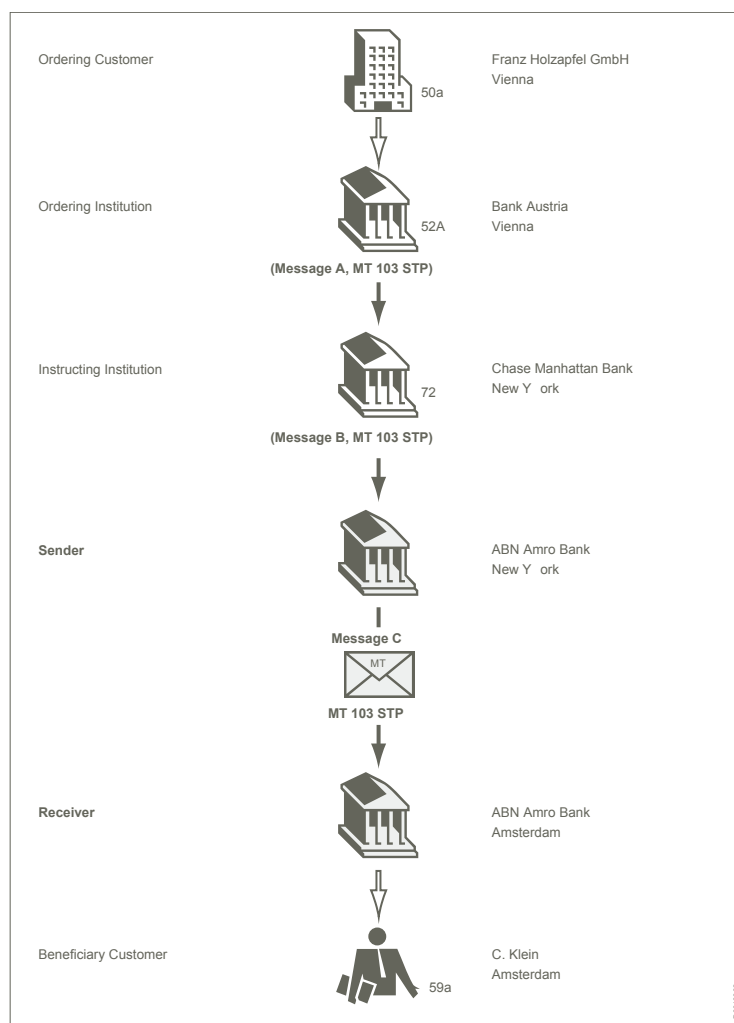 Ordering Customer
Franz Holzapfel GmbH
Vienna
50a
Ordering Institution
Bank Austria
Vienna
52A
(Message A, MT 103 STP)
Instructing Institution
Chase Manhattan Bank
New Y ork
72
(Message B, MT 103 STP)
Sender
ABN Amro Bank
New Y ork
Message C
MT
MT 103 STP
Receiver
ABN Amro Bank
Amsterdam
Beneficiary Customer
C. Klein
Amsterdam
59a